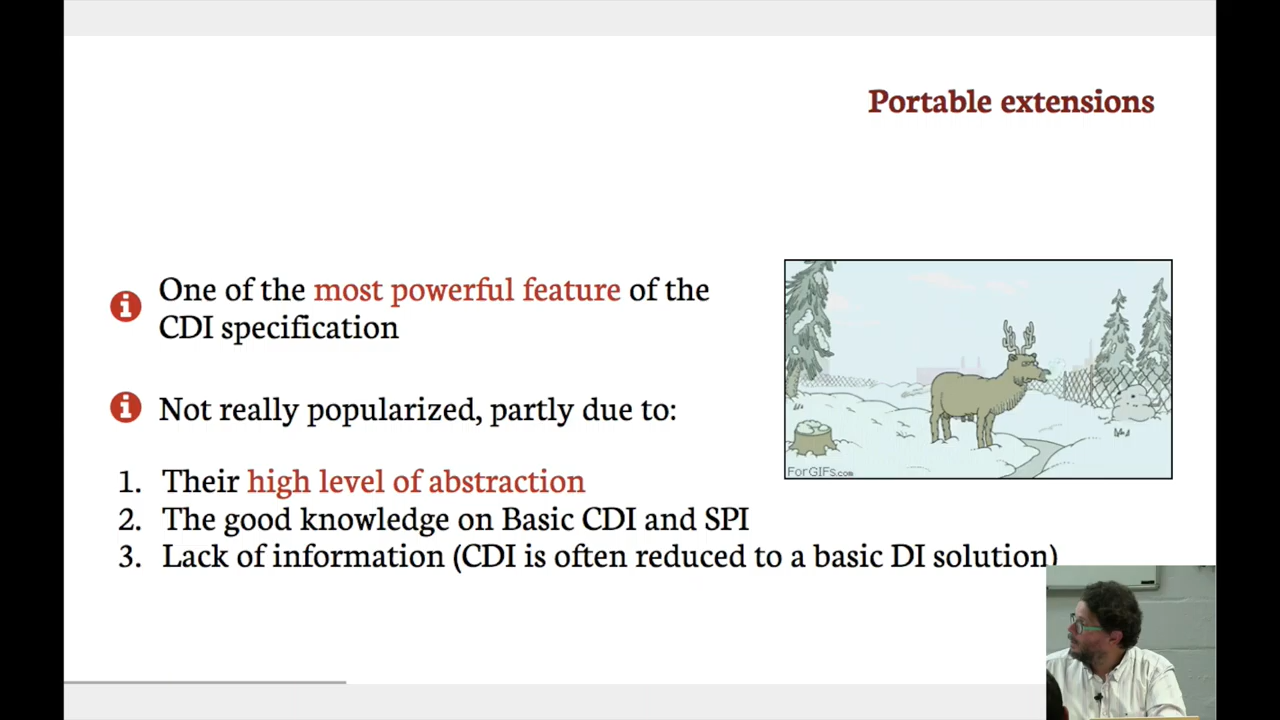 Portable extensions
One of the most powerful feature of the
CDI specification
Not really popularized, partly due to:
1. Their high level of abstraction
2. The good knowledge on Basic CDI and SPI
3. Lack of information (CDI is often reduced to a basic DI solution)
ForGIFs.com